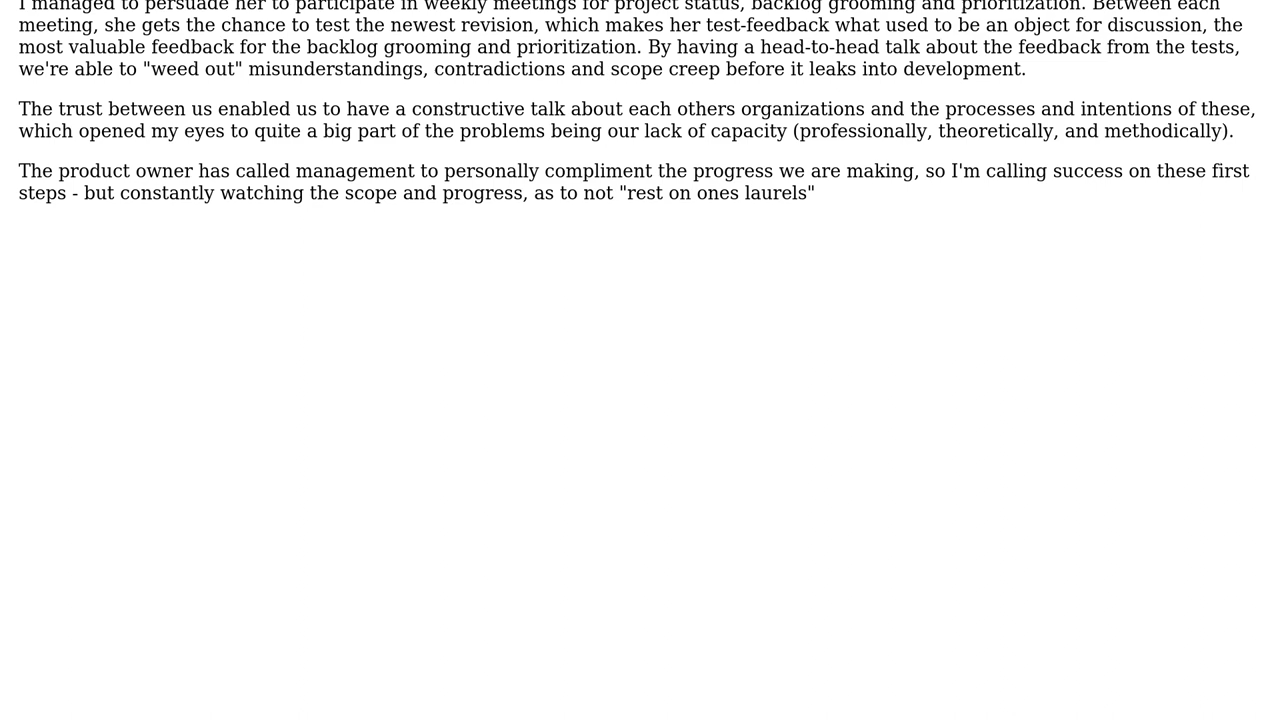 I managed to persuade her to participate in weekly meetings for project status, backlog grooming and prioritization. Between each
meeting, she gets the chance to test the newest revision, which makes her test-feedback what used to be an object for discussion, the
most valuable feedback for the backlog grooming and prioritization. By having a head-to-head talk about the feedback from the tests,
we're able to "weed out" misunderstandings, contradictions and scope creep before it leaks into development.
The trust between us enabled us to have a constructive talk about each others organizations and the processes and intentions of these,
which opened my eyes to quite a big part of the problems being our lack of capacity (professionally, theoretically, and methodically).
The product owner has called management to personally compliment the progress we are making, so I'm calling success on these first
steps - but constantly watching the scope and progress, as to not "rest on ones laurels"